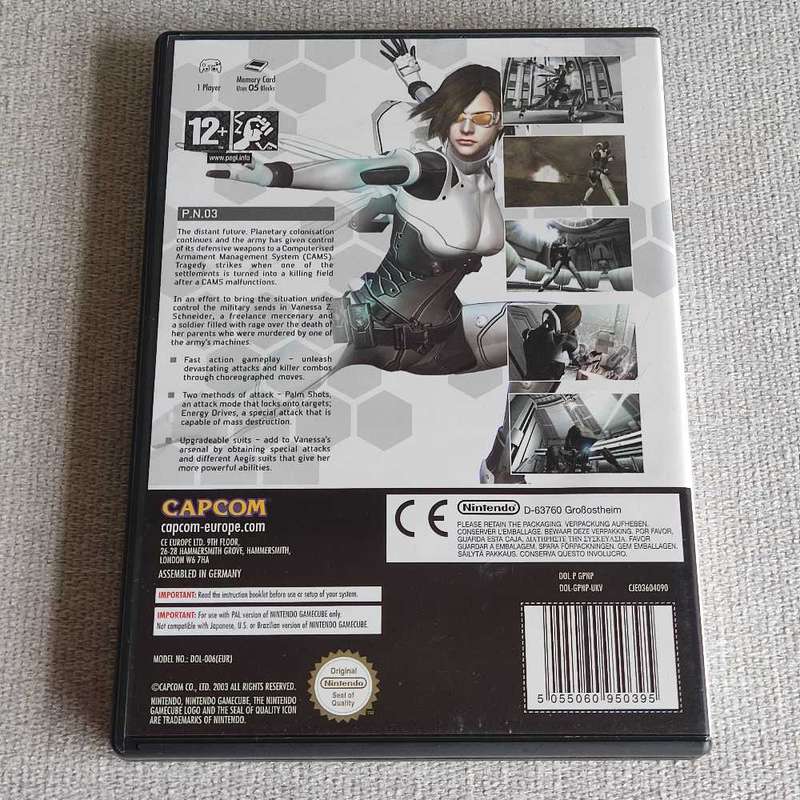 1 Player
Memory Card
Uses 05 Blocks
12+
www.pegi.info
P.N.03
The distant future. Planetary colonisation
continues and the army has given control
of its defensive weapons to a Computerised
Armament Management System (CAMS).
Tragedy strikes when one of the
settlements is turned into a killing field
after a CAMS malfunctions.
In an effort to bring the situation under
control the military sends in Vanessa Z.
Schneider, a freelance mercenary and
a soldier filled with rage over the death of
her parents who were murdered by one of
the army's machines.
Fast action gameplay – unleash
devastating attacks and killer combos
through choreographed moves.
Two methods of attack – Palm Shots,
an attack mode that locks onto targets;
Energy Drives, a special attack that is
capable of mass destruction.
Upgradeable suits – add to Vanessa's
arsenal by obtaining special attacks
and different Aegis suits that give her
more powerful abilities.
CAPCOM
capcom-europe.com
CE EUROPE LTD. 9TH FLOOR,
26-28 HAMMERSMITH GROVE, HAMMERSMITH,
LONDON W6 7HA
ASSEMBLED IN GERMANY
IMPORTANT: Read the instruction booklet before use or setup of your system.
IMPORTANT: For use with PAL version of NINTENDO GAMECUBE only.
Not compatible with Japanese, U.S. or Brazilian version of NINTENDO GAMECUBE.
MODEL NO.: DOL-006(EUR)
©CAPCOM CO., LTD. 2003 ALL RIGHTS RESERVED.
NINTENDO, NINTENDO GAMECUBE, THE NINTENDO
GAMECUBE LOGO AND THE SEAL OF QUALITY ICON
ARE TRADEMARKS OF NINTENDO.
Original
Nintendo
Seal of
Quality
CE Nintendo D-63760 Großostheim
PLEASE RETAIN THE PACKAGING. VERPACKUNG AUFHEBEN.
CONSERVER L'EMBALLAGE. BEWAAR DEZE VERPAKKING. POR FAVOR,
GUARDA ESTA CAJA. ΔΙΑΤΗΡΗΣΤΕ ΤΗΝ ΣΥΣΚΕΥΑΣΙΑ. FAVOR
GUARDAR A EMBALAGEM. SPARA FÖRPACKNINGEN. GEM EMBALLAGEN.
SÄILYTÄ PAKKAUS. CONSERVA QUESTO INVOLUCRO.
DOL P GPNP
DOL-GPNP-UKV CJE03604090
5 055060 950395